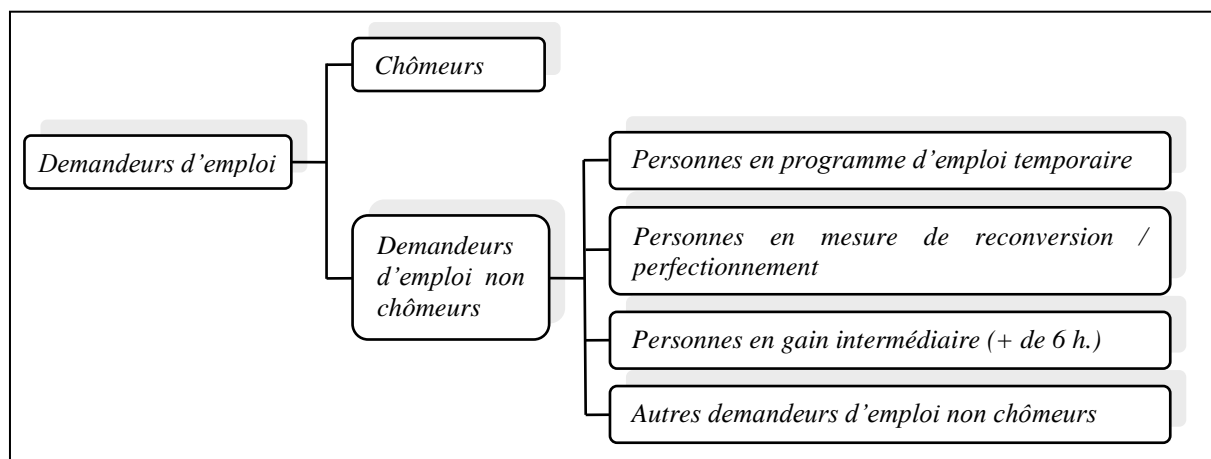 Chômeurs
Demandeurs d'emploi
Demandeurs
d'emploi non
chômeurs
Personnes en programme d'emploi temporaire
Personnes en mesure de reconversion /
perfectionnement
Personnes en gain intermédiaire (+ de 6 h.)
Autres demandeurs d'emploi non chômeurs